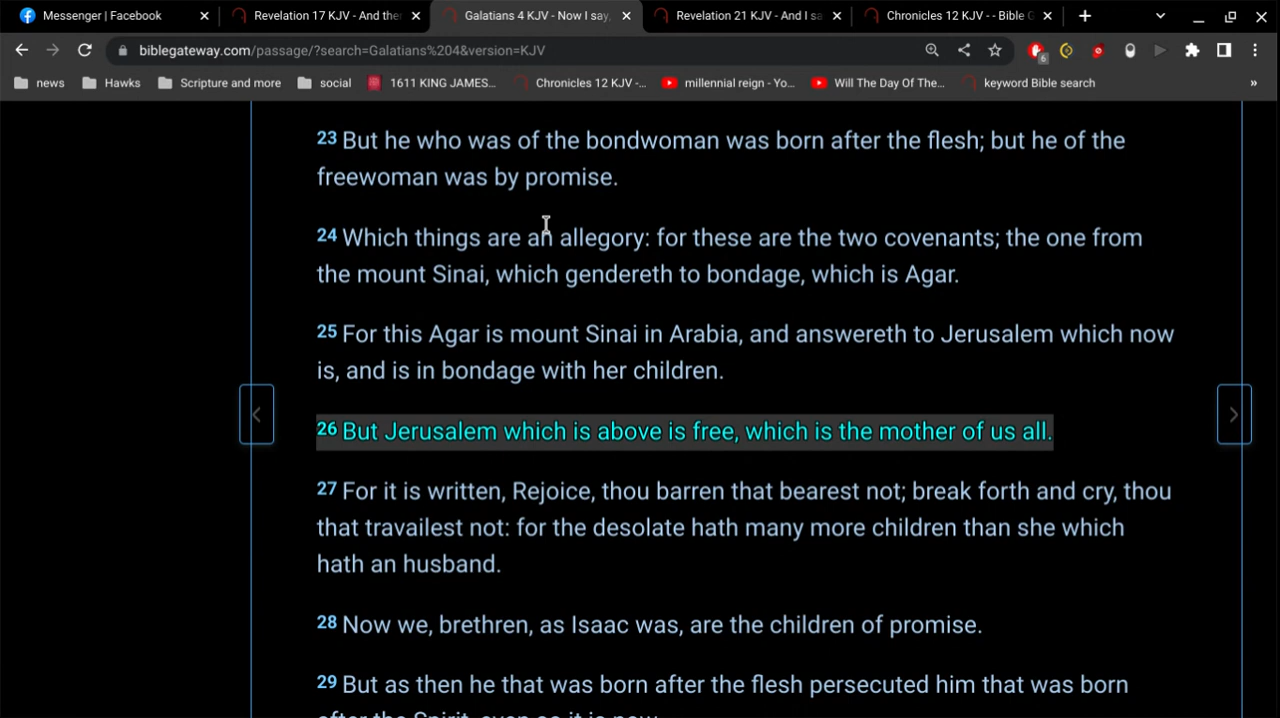 Messenger | Facebook
Revelation 17 KJV - And ther
Galatians 4 KJV - Now I say,
Revelation 21 KJV - And I sa
Chronicles 12 KJV - - Bible G
biblegateway.com/passage/?search=Galatians%204&version=KJV
6
news
Hawks
Scripture and more
social
1611 KING JAMES...
Chronicles 12 KJV -...
millennial reign - Yo...
Will The Day Of The...
keyword Bible search
»
23 But he who was of the bondwoman was born after the flesh; but he of the
freewoman was by promise.
24 Which things are an allegory: for these are the two covenants; the one from
the mount Sinai, which gendereth to bondage, which is Agar.
25 For this Agar is mount Sinai in Arabia, and answereth to Jerusalem which now
is, and is in bondage with her children.
26 But Jerusalem which is above is free, which is the mother of us all.
27 For it is written, Rejoice, thou barren that bearest not; break forth and cry, thou
that travailest not: for the desolate hath many more children than she which
hath an husband.
28 Now we, brethren, as Isaac was, are the children of promise.
29 But as then he that was born after the flesh persecuted him that was born
after the Spirit, even so it is now.